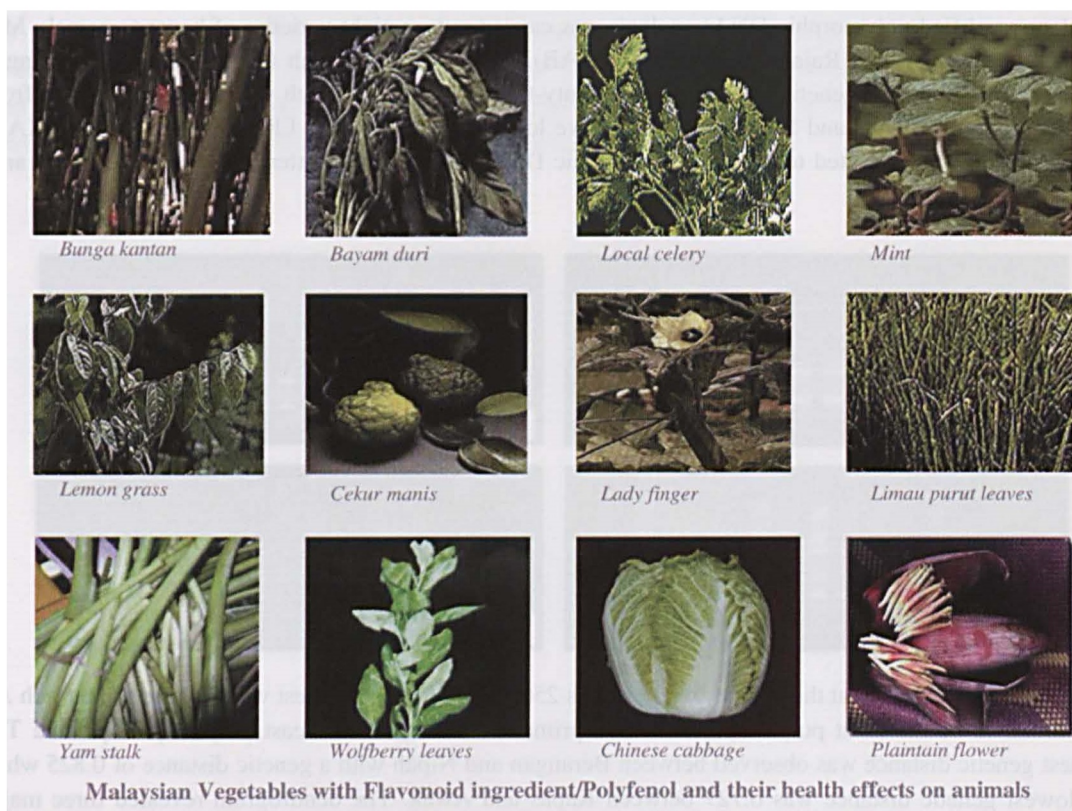 Bunga kantan
Bayam duri
Local celery
Mint
Lemon grass
Cekur manis
Lady finger
Limau purut leaves
Yam stalk
Wolfberry leaves
Chinese cabbage
Plaintain flower
Malaysian Vegetables with Flavonoid ingredient/Polyfenol and their health effects on animals